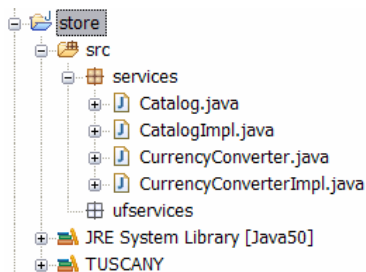 store
src
services
Catalog.java
CatalogImpl.java
CurrencyConverter.java
CurrencyConverterImpl.java
ufservices
JRE System Library [Java50]
TUSCANY